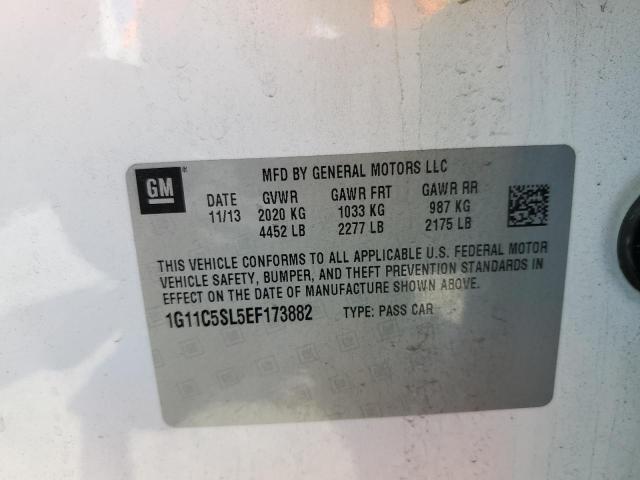 MFD BY GENERAL MOTORS LLC
GM®
DATE GVWR GAWR FRT GAWR RR
11/13 2020 KG 1033 KG 987 KG
4452 LB 2277 LB 2175 LB
THIS VEHICLE CONFORMS TO ALL APPLICABLE U.S. FEDERAL MOTOR
VEHICLE SAFETY, BUMPER, AND THEFT PREVENTION STANDARDS IN
EFFECT ON THE DATE OF MANUFACTURE SHOWN ABOVE.
1G11C5SL5EF173882 TYPE: PASS CAR